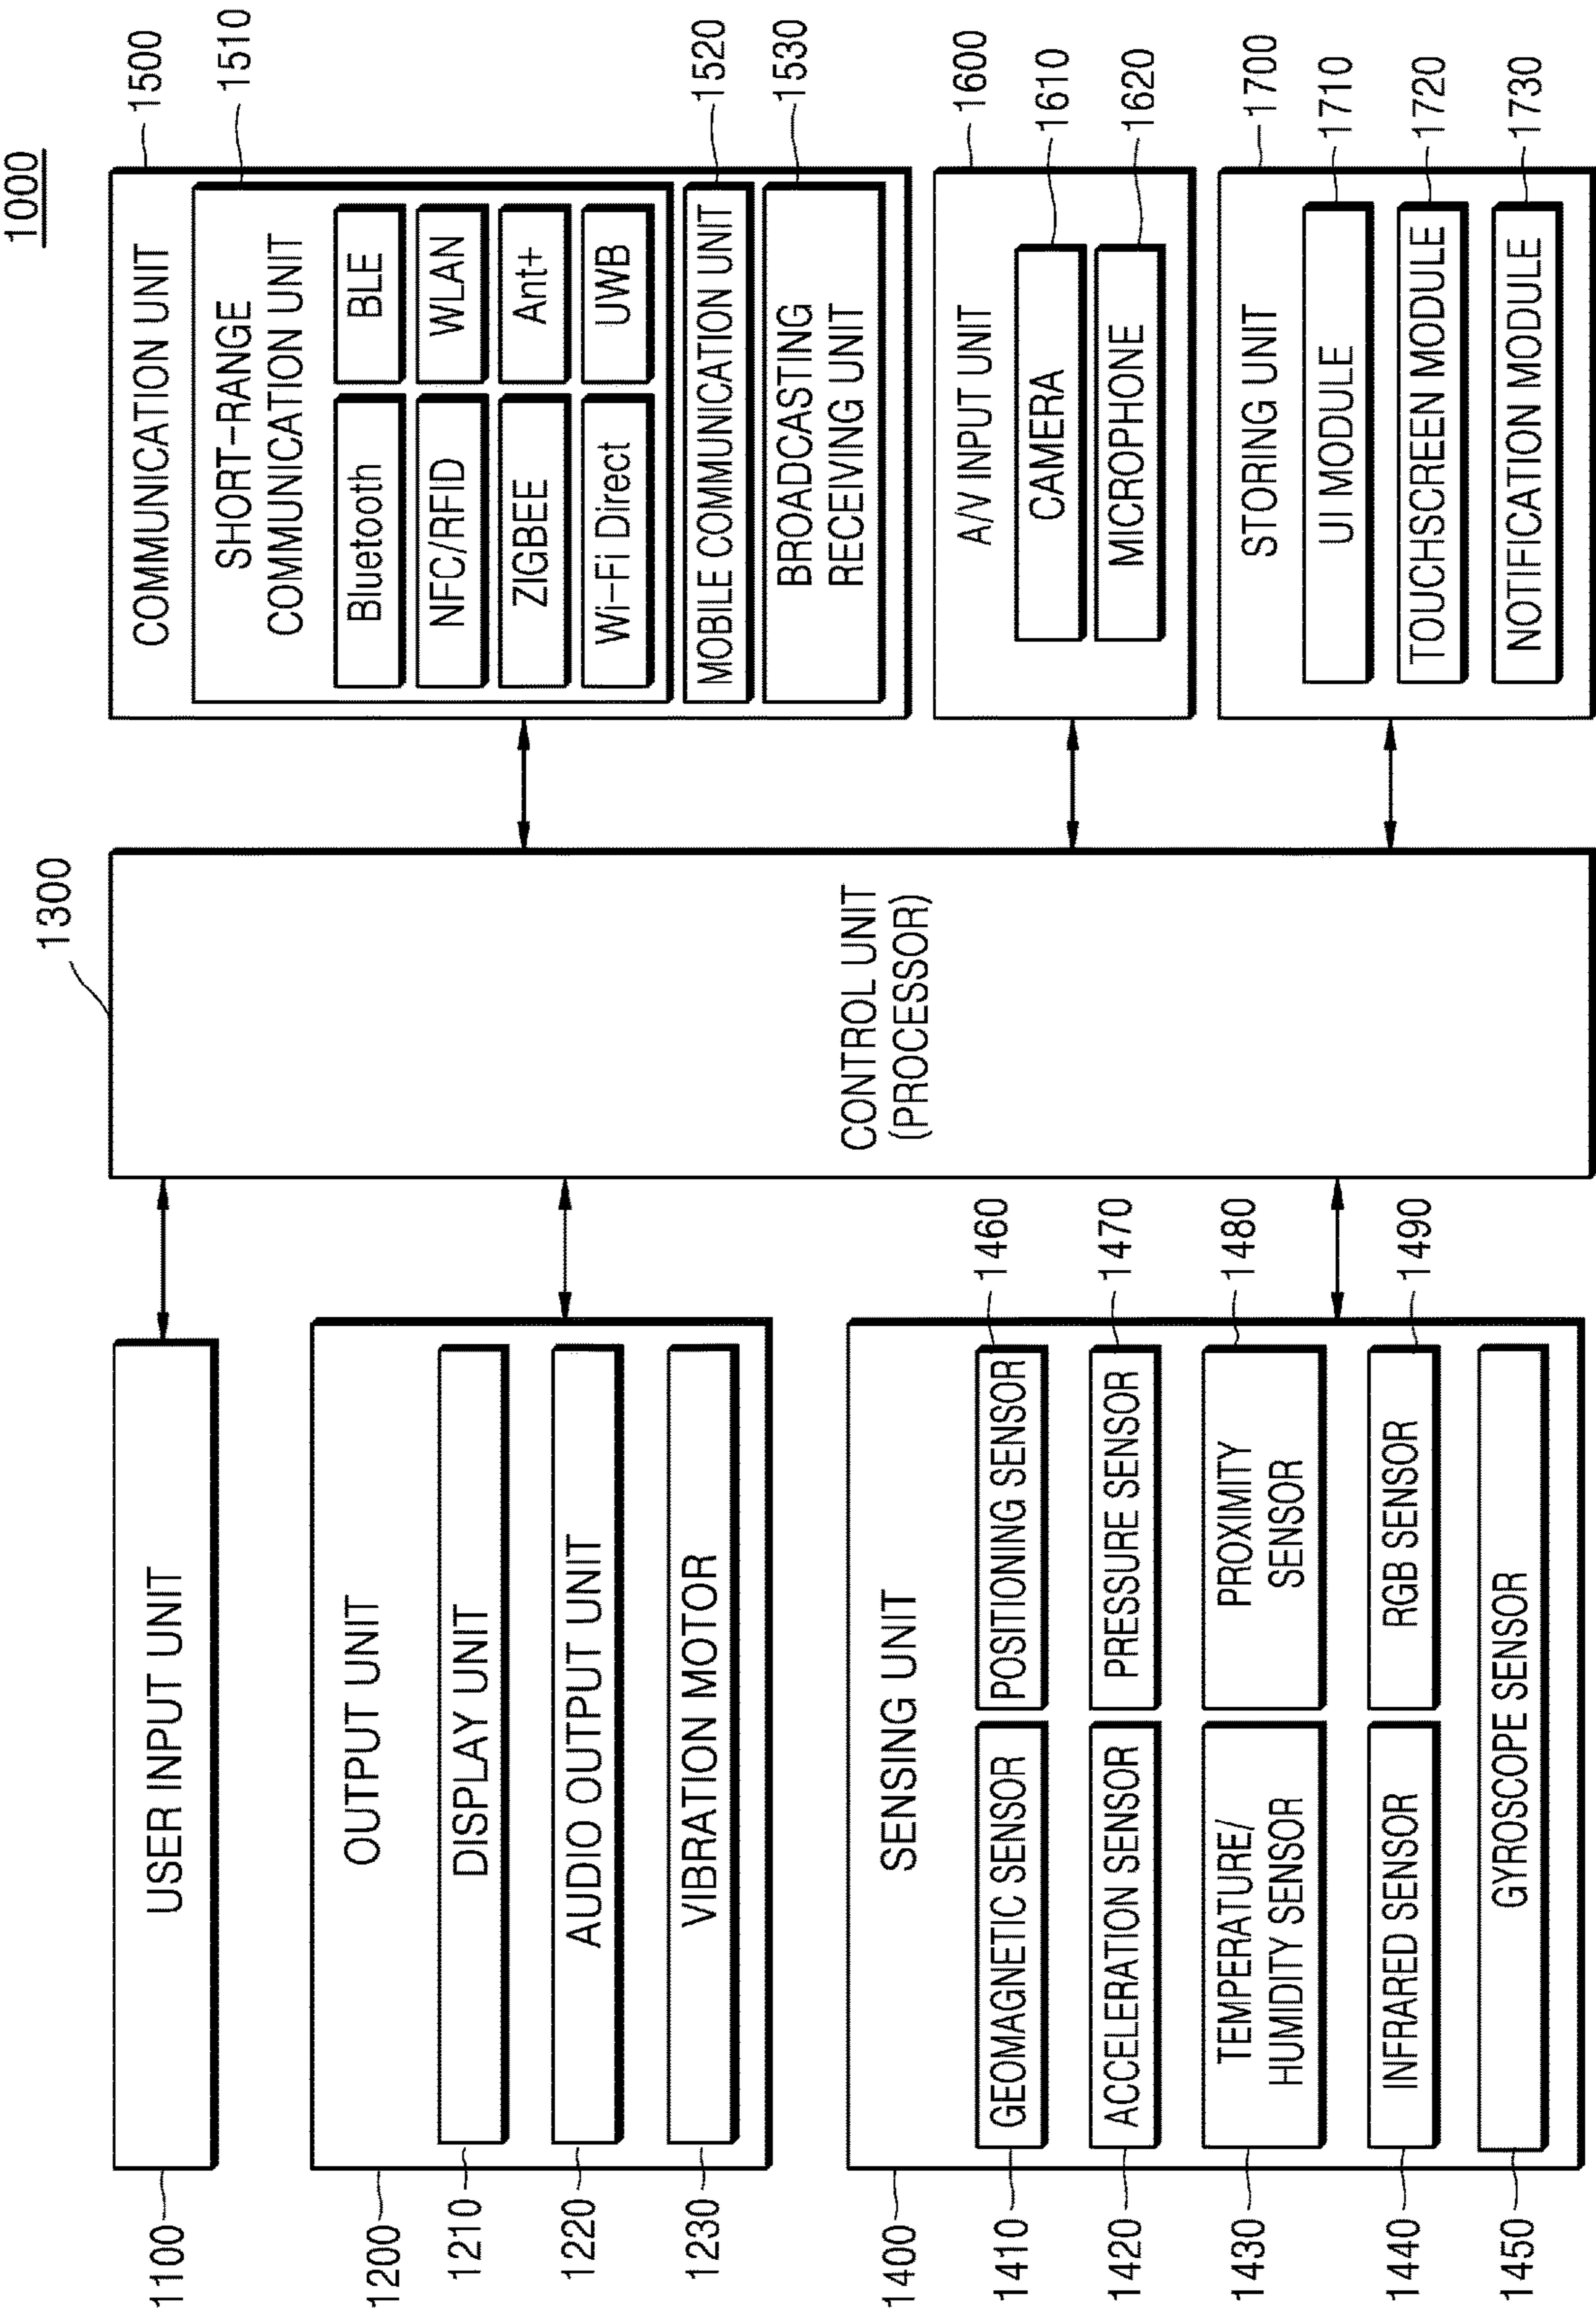 1000
1100
USER INPUT UNIT
1200
OUTPUT UNIT
1210
DISPLAY UNIT
1220
AUDIO OUTPUT UNIT
1230
VIBRATION MOTOR
1400
SENSING UNIT
1410
GEOMAGNETIC SENSOR
POSITIONING SENSOR
1460
1420
ACCELERATION SENSOR
PRESSURE SENSOR
1470
1430
TEMPERATURE/
HUMIDITY SENSOR
PROXIMITY
SENSOR
1480
1440
INFRARED SENSOR
RGB SENSOR
1490
1450
GYROSCOPE SENSOR
1300
CONTROL UNIT
(PROCESSOR)
1500
COMMUNICATION UNIT
1510
SHORT-RANGE
COMMUNICATION UNIT
Bluetooth
BLE
NFC/RFID
WLAN
ZIGBEE
Ant+
Wi-Fi Direct
UWB
MOBILE COMMUNICATION UNIT
1520
BROADCASTING
RECEIVING UNIT
1530
A/V INPUT UNIT
1600
CAMERA
1610
MICROPHONE
1620
STORING UNIT
1700
UI MODULE
1710
TOUCHSCREEN MODULE
1720
NOTIFICATION MODULE
1730